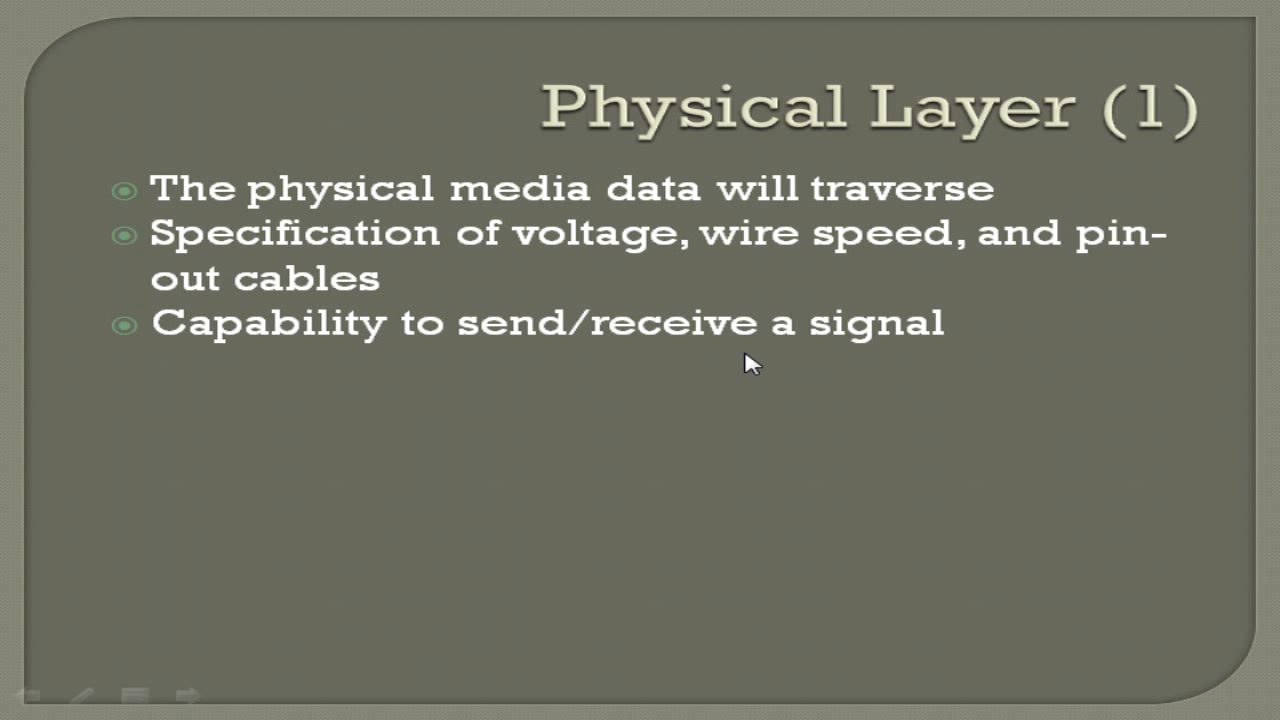 Physical Layer (1)
The physical media data will traverse
Specification of voltage, wire speed, and pin-
out cables
Capability to send/receive a signal